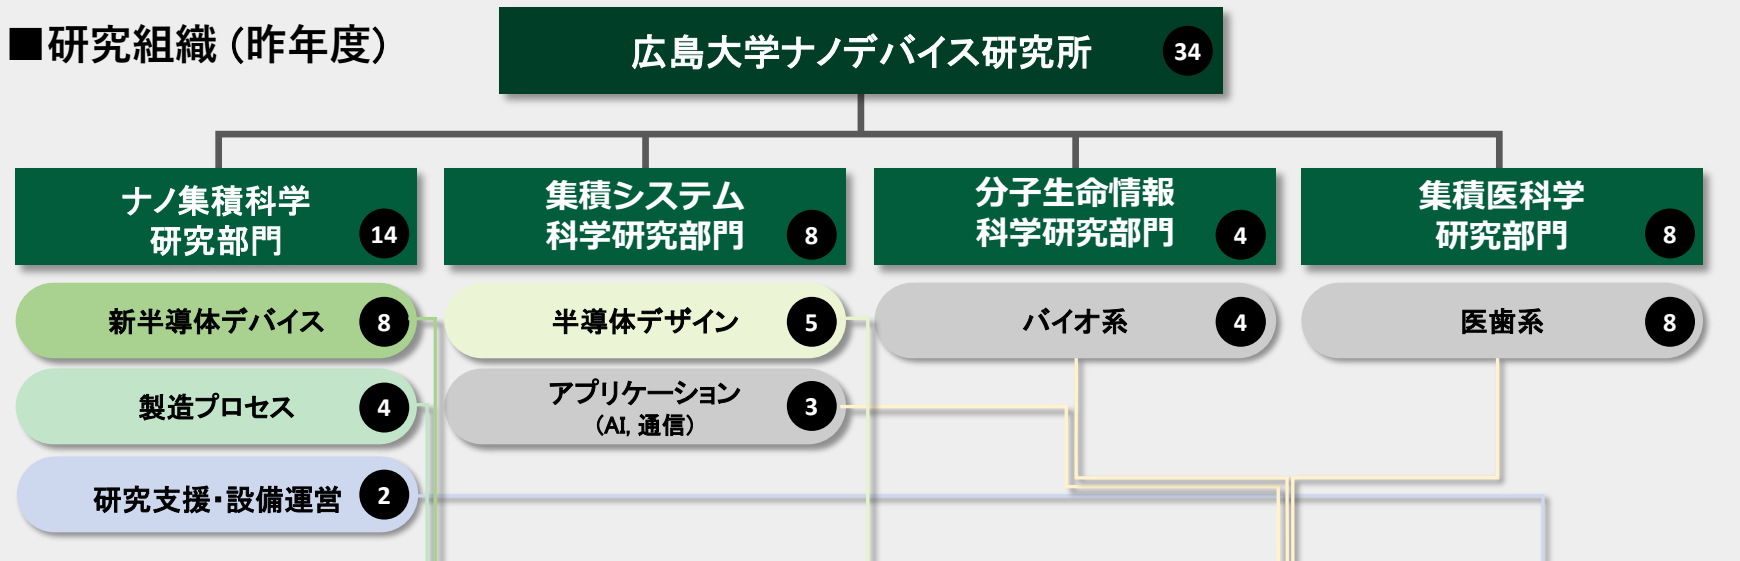 ■研究組織（昨年度）
広島大学ナノデバイス研究所 34
ナノ集積科学
研究部門 14
集積システム
科学研究部門 8
分子生命情報
科学研究部門 4
集積医科学
研究部門 8
新半導体デバイス 8
半導体デザイン 5
バイオ系 4
医歯系 8
製造プロセス 4
アプリケーション
（AI, 通信） 3
研究支援・設備運営 2